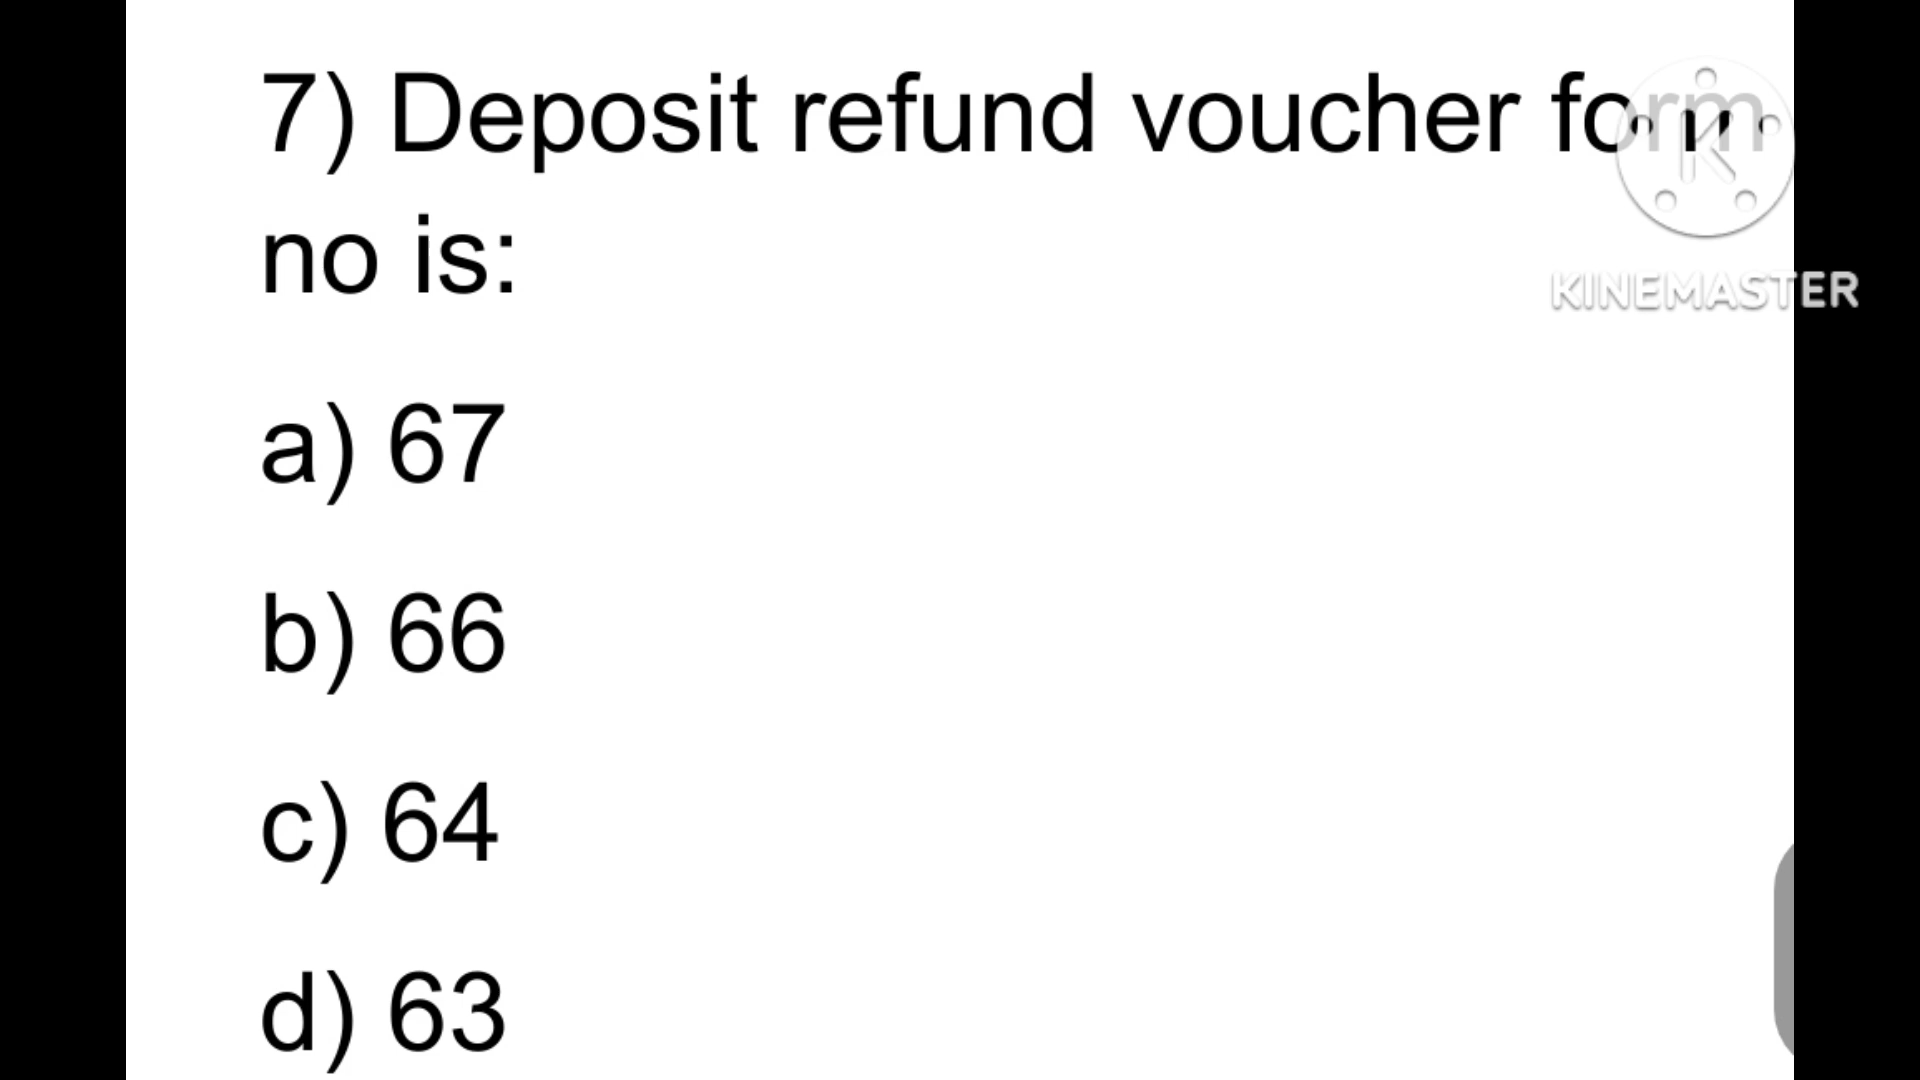 7) Deposit refund voucher form
no is:
a) 67
b) 66
c) 64
d) 63
KINEMASTER